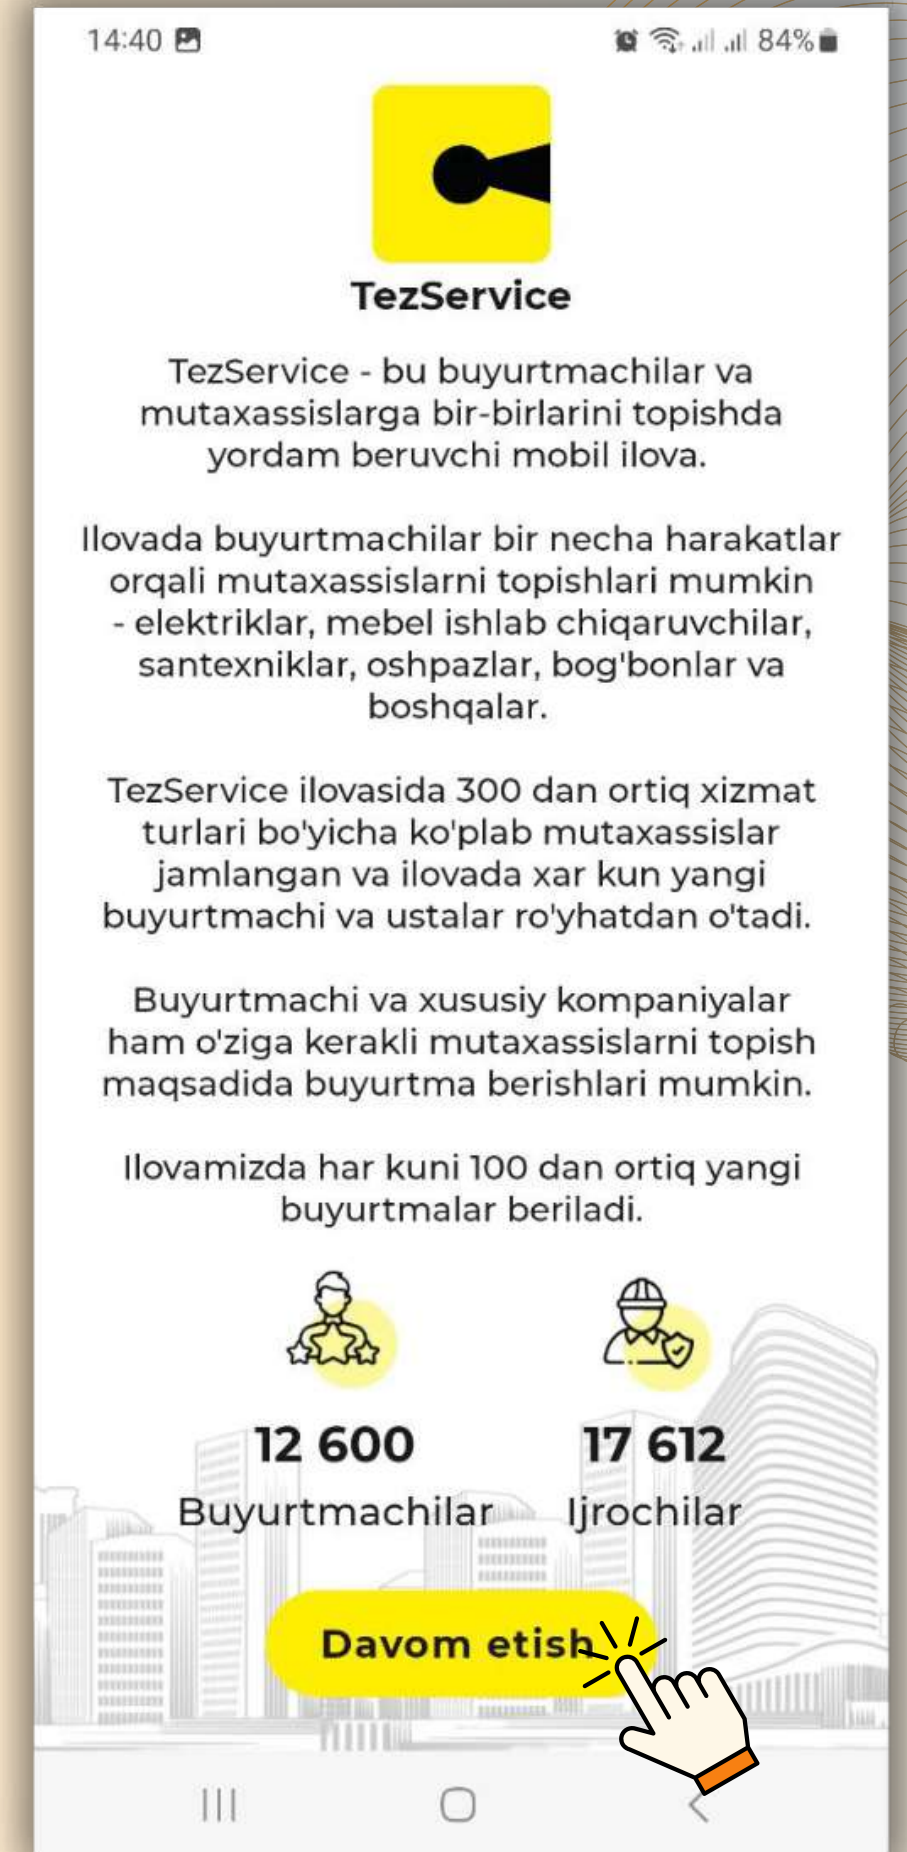 14:40
84%
TezService
TezService - bu buyurtmachilar va
mutaxassislarga bir-birlarini topishda
yordam beruvchi mobil ilova.
Ilovada buyurtmachilar bir necha harakatlar
orqali mutaxassislarni topishlari mumkin
- elektriklar, mebel ishlab chiqaruvchilar,
santexniklar, oshpazlar, bog'bonlar va
boshqalar.
TezService ilovasida 300 dan ortiq xizmat
turlari bo'yicha ko'plab mutaxassislar
jamlangan va ilovada xar kun yangi
buyurtmachi va ustalar ro'yhatdan o'tadi.
Buyurtmachi va xususiy kompaniyalar
ham o'ziga kerakli mutaxassislarni topish
maqsadida buyurtma berishlari mumkin.
Ilovamizda har kuni 100 dan ortiq yangi
buyurtmalar beriladi.
12 600
17 612
Buyurtmachilar
Ijrochilar
Davom etish